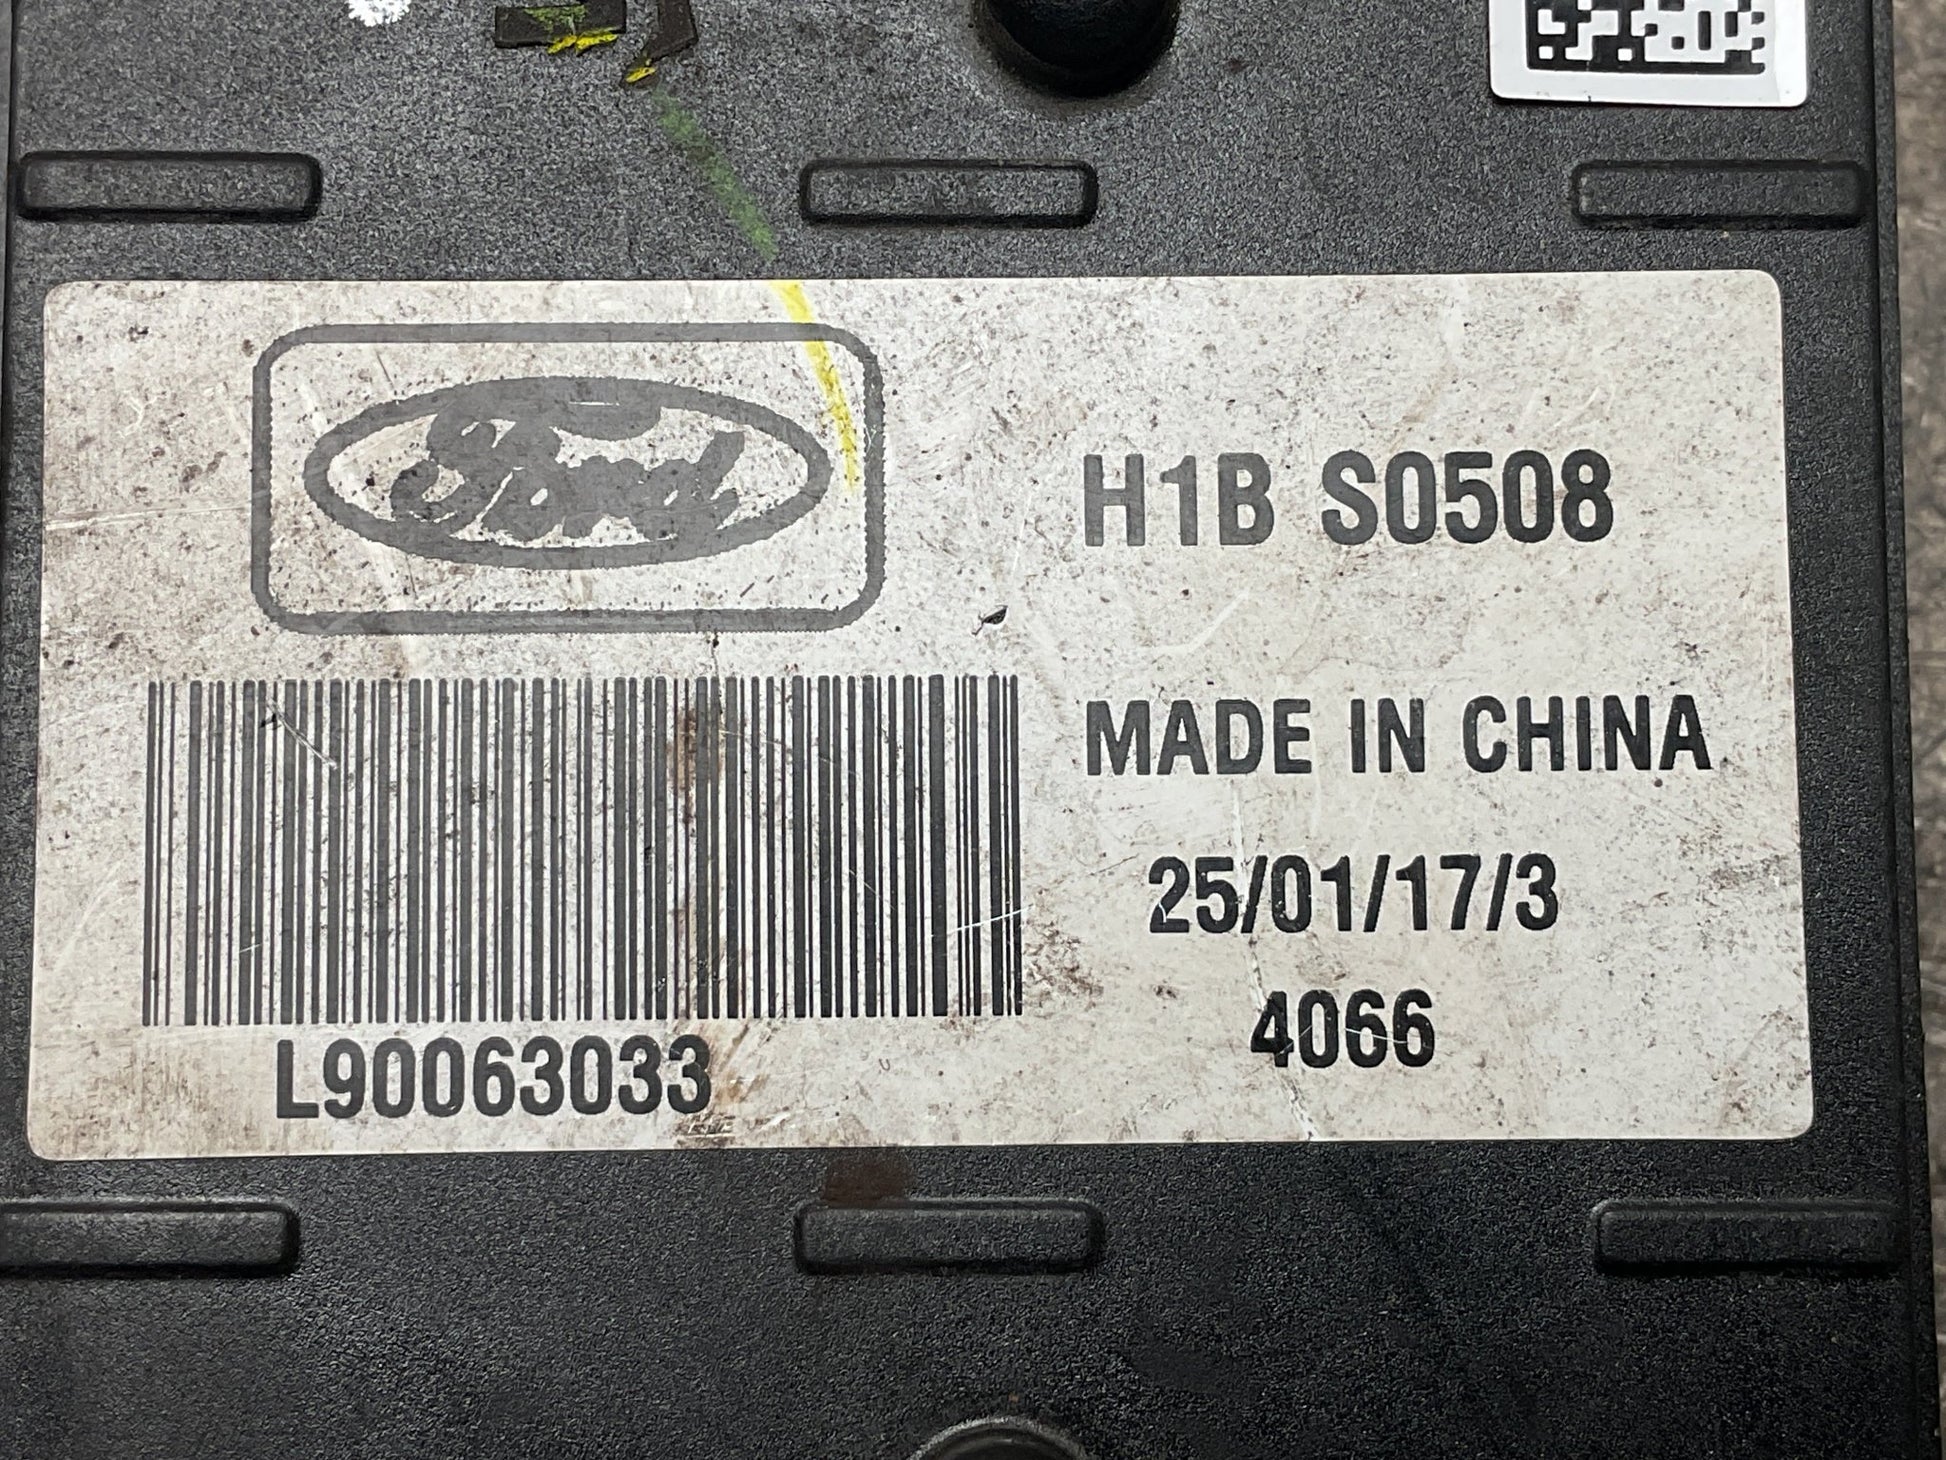 Ford
H1B S0508
MADE IN CHINA
25/01/17/3
4066
L90063033